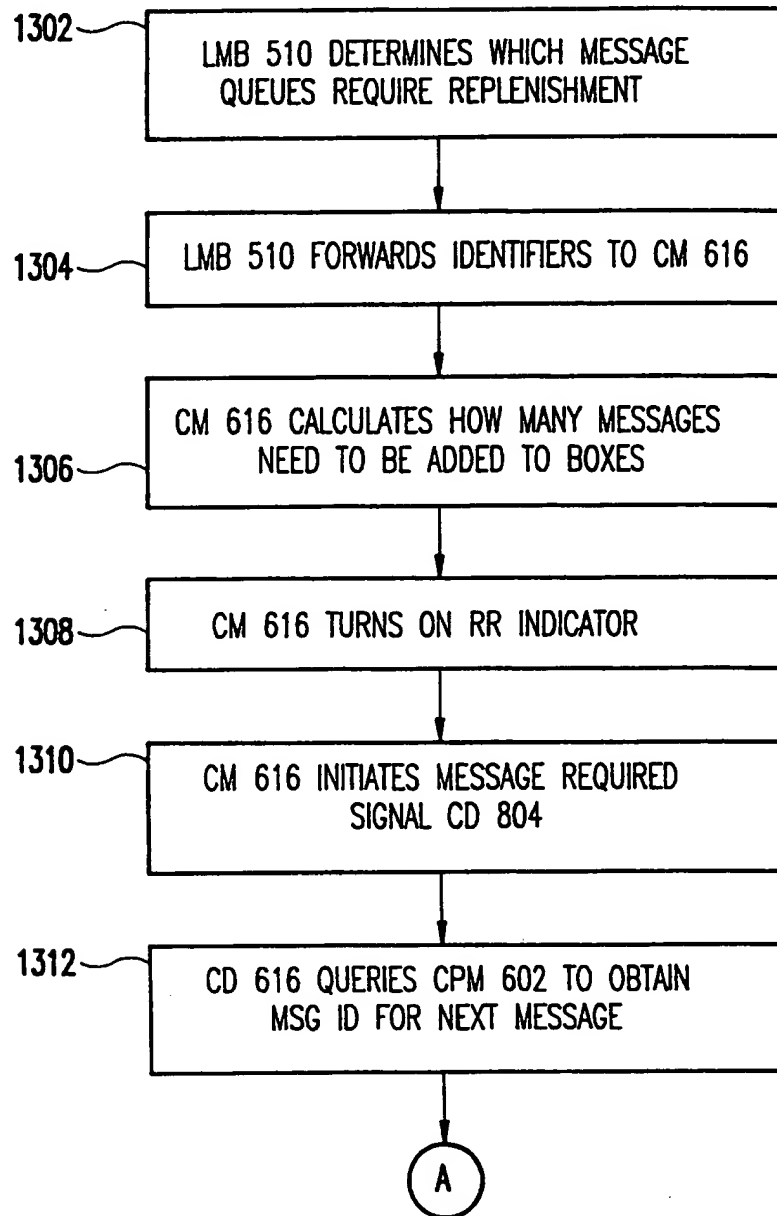 1302
LMB 510 DETERMINES WHICH MESSAGE
QUEUES REQUIRE REPLENISHMENT
1304
LMB 510 FORWARDS IDENTIFIERS TO CM 616
CM 616 CALCULATES HOW MANY MESSAGES
NEED TO BE ADDED TO BOXES
1306
CM 616 TURNS ON RR INDICATOR
1308
1310
CM 616 INITIATES MESSAGE REQUIRED
SIGNAL CD 804
1312
CD 616 QUERIES CPM 602 TO OBTAIN
MSG ID FOR NEXT MESSAGE
A